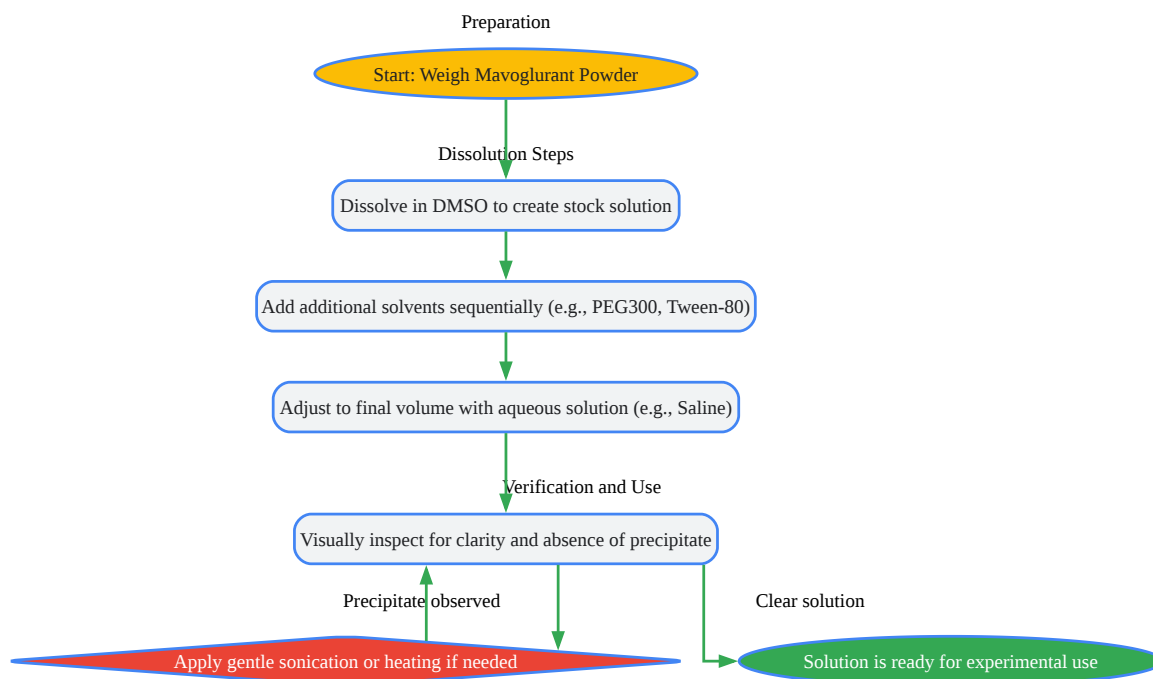 Preparation
Start: Weigh Mavoglurant Powder
Dissolution Steps
Dissolve in DMSO to create stock solution
Add additional solvents sequentially (e.g., PEG300, Tween-80)
Adjust to final volume with aqueous solution (e.g., Saline)
Verification and Use
Visually inspect for clarity and absence of precipitate
Precipitate observed
Clear solution
Apply gentle sonication or heating if needed
Solution is ready for experimental use